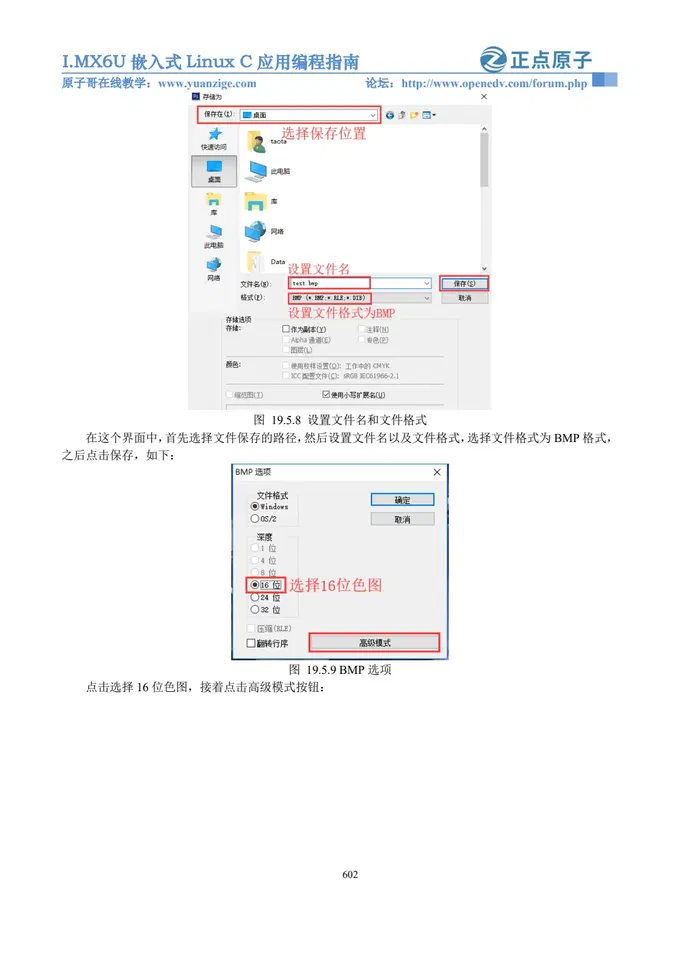 I.MX6U 嵌入式 Linux C 应用编程指南
正点原子
原子哥在线教学：www.yuanzige.com
论坛：http://www.openedv.com/forum.php
Ps 存储为
保存在(I):
桌面
选择保存位置
快速访问
桌面
库
此电脑
网络
taota
此电脑
库
网络
Data
设置文件名
文件名(N):
test.bmp
保存(S)
格式(F):
BMP (*.BMP;*.RLE;*.DIB)
取消
设置文件格式为BMP
存储选项
存储:
作为副本(Y)
注释(N)
Alpha 通道(E)
专色(P)
图层(L)
颜色:
使用校样设置(O): 工作中的 CMYK
ICC 配置文件(C): sRGB IEC61966-2.1
缩览图(T)
使用小写扩展名(U)
图 19.5.8 设置文件名和文件格式
在这个界面中，首先选择文件保存的路径，然后设置文件名以及文件格式，选择文件格式为 BMP 格式，
之后点击保存，如下：
BMP 选项
文件格式
Windows
OS/2
确定
取消
深度
1 位
4 位
8 位
16 位
选择16位色图
24 位
32 位
压缩(RLE)
翻转行序
高级模式
图 19.5.9 BMP 选项
点击选择 16 位色图，接着点击高级模式按钮：
602